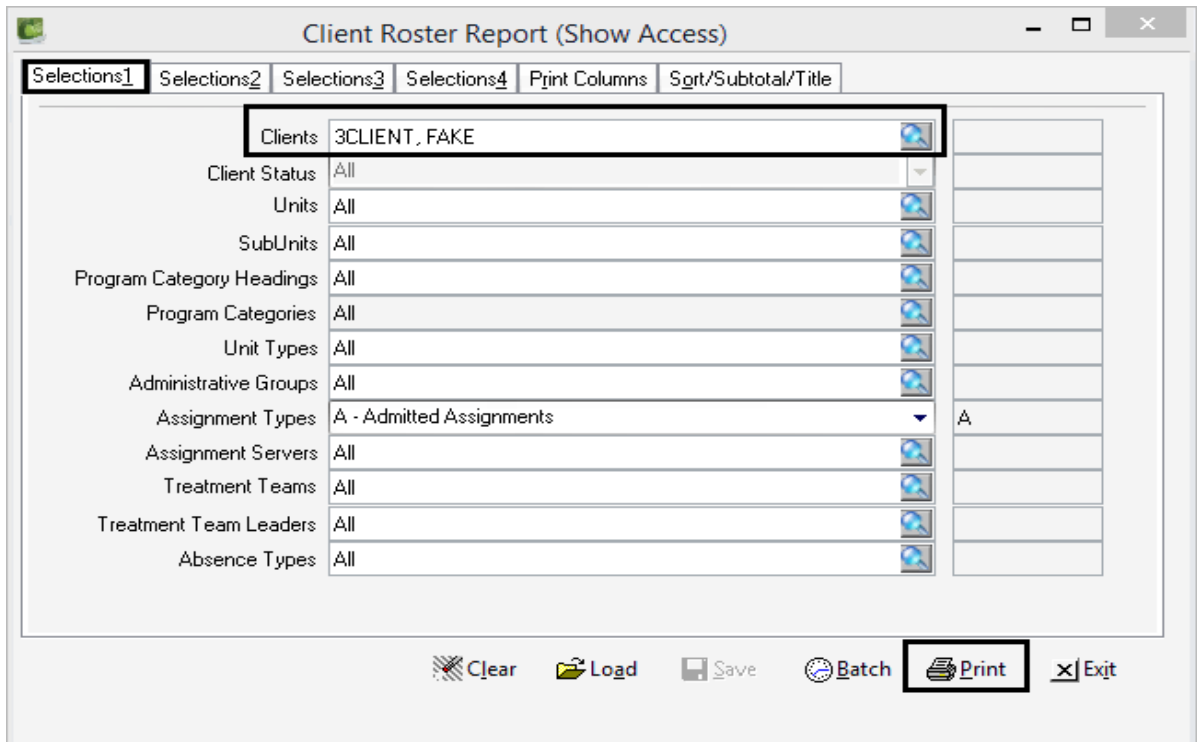 Client Roster Report (Show Access)
Selections1 Selections2 Selections3 Selections4 Print Columns Sort/Subtotal/Title
Clients 3CLIENT, FAKE
Client Status All
Units All
SubUnits All
Program Category Headings All
Program Categories All
Unit Types All
Administrative Groups All
Assignment Types A - Admitted Assignments A
Assignment Servers All
Treatment Teams All
Treatment Team Leaders All
Absence Types All
Clear Load Save Batch Print Exit